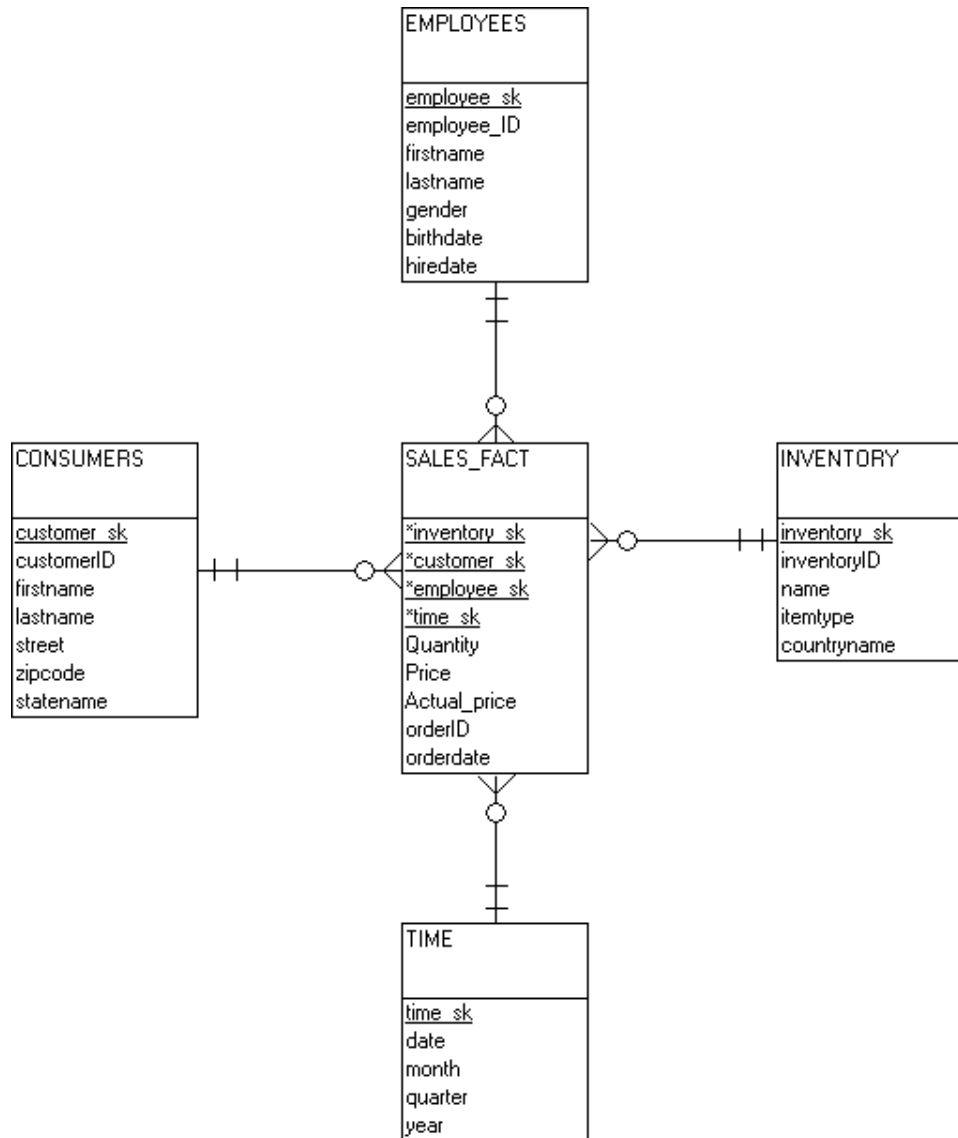 EMPLOYEES
employee_sk
employee_ID
firstname
lastname
gender
birthdate
hiredate
CONSUMERS
customer_sk
customerID
firstname
lastname
street
zipcode
statename
SALES_FACT
*inventory_sk
*customer_sk
*employee_sk
*time_sk
Quantity
Price
Actual_price
orderID
orderdate
INVENTORY
inventory_sk
inventoryID
name
itemtype
countryname
TIME
time_sk
date
month
quarter
year